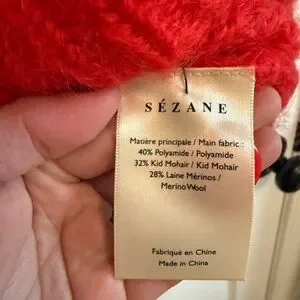 SÉZANE
Matière principale / Main fabric :
40% Polyamide / Polyamide
32% Kid Mohair / Kid Mohair
28% Laine Mérinos /
Merino Wool
Fabriqué en Chine
Made in China